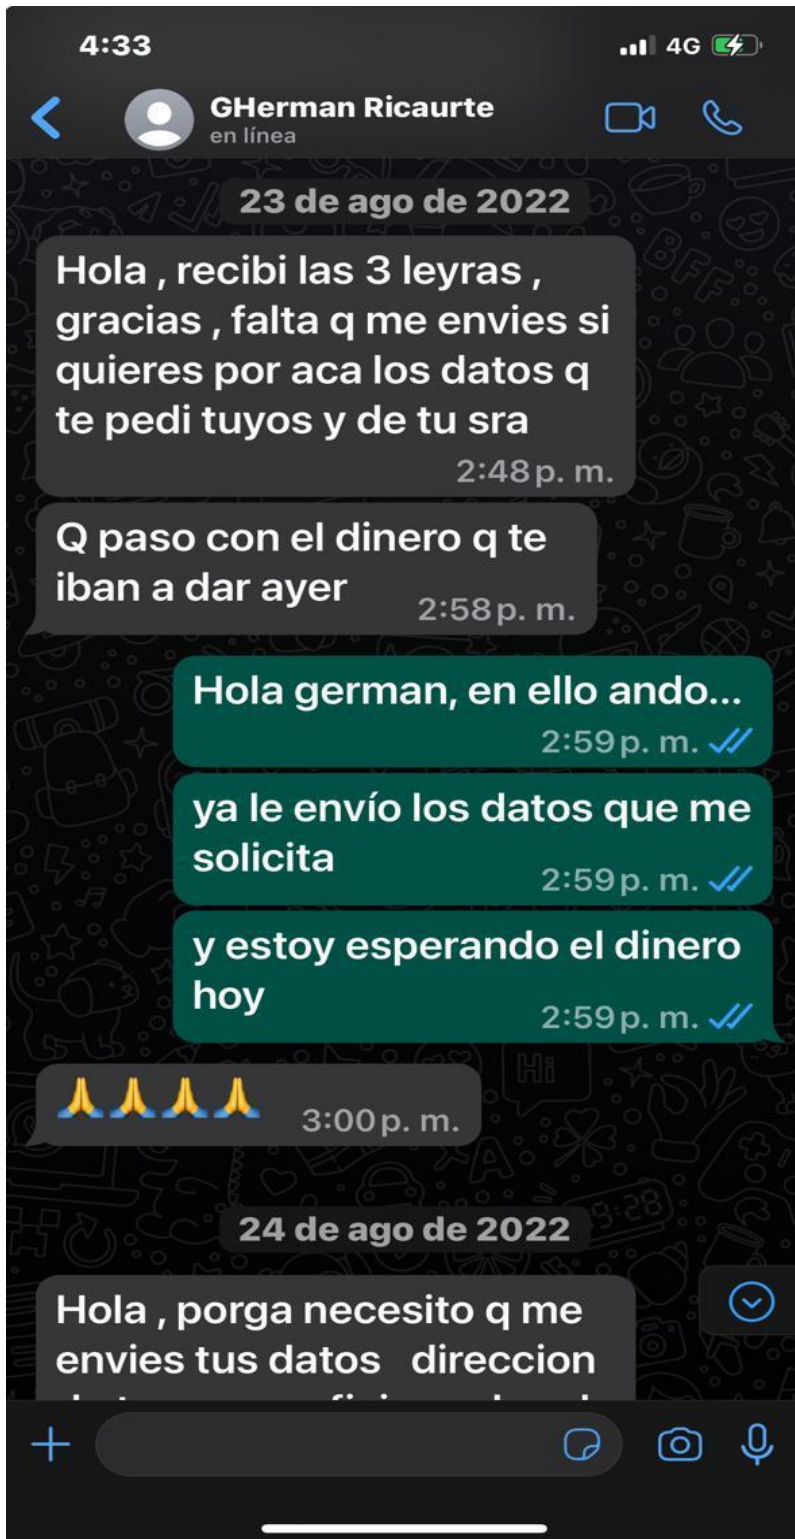 4:33
4G
GHerman Ricaurte
en línea
23 de ago de 2022
Hola , recibi las 3 leyras ,
gracias , falta q me envies si
quieres por aca los datos q
te pedi tuyos y de tu sra
2:48 p. m.
Q paso con el dinero q te
iban a dar ayer
2:58 p. m.
Hola german, en ello ando...
2:59 p. m.
ya le envío los datos que me
solicita
2:59 p. m.
y estoy esperando el dinero
hoy
2:59 p. m.
🙏🙏🙏🙏
3:00 p. m.
24 de ago de 2022
Hola , porga necesito q me
envies tus datos direccion